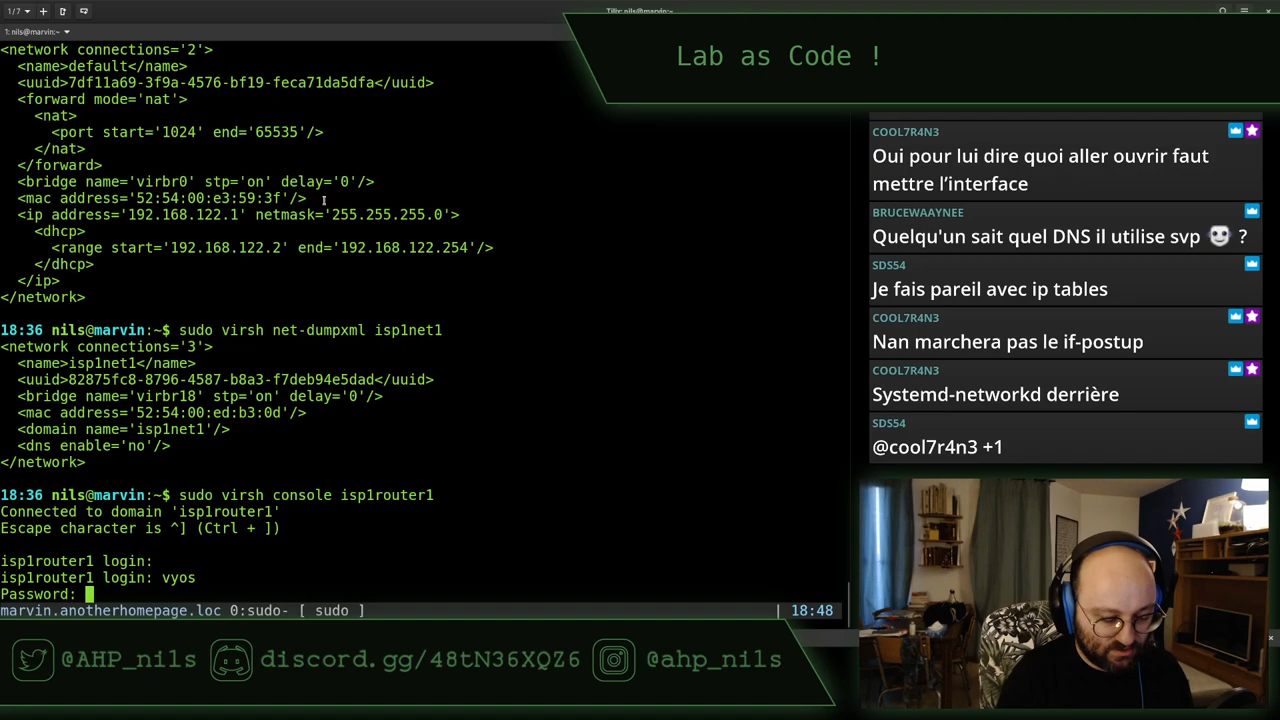 1/7
Tilix: nils@marvin:~
1: nils@marvin:~
<network connections='2'>
<name>default</name>
<uuid>7df11a69-3f9a-4576-bf19-feca71da5dfa</uuid>
<forward mode='nat'>
<nat>
<port start='1024' end='65535'/>
</nat>
</forward>
<bridge name='virbr0' stp='on' delay='0'/>
<mac address='52:54:00:e3:59:3f'/>
<ip address='192.168.122.1' netmask='255.255.255.0'>
<dhcp>
<range start='192.168.122.2' end='192.168.122.254'/>
</dhcp>
</ip>
</network>
18:36 nils@marvin:~$ sudo virsh net-dumpxml isp1net1
<network connections='3'>
<name>isp1net1</name>
<uuid>82875fc8-8796-4587-b8a3-f7deb94e5dad</uuid>
<bridge name='virbr18' stp='on' delay='0'/>
<mac address='52:54:00:ed:b3:0d'/>
<domain name='isp1net1'/>
<dns enable='no'/>
</network>
18:36 nils@marvin:~$ sudo virsh console isp1router1
Connected to domain 'isp1router1'
Escape character is ^] (Ctrl + ])
isp1router1 login:
isp1router1 login: vyos
Password:
marvin.anotherhomepage.loc 0:sudo- [ sudo ] | 18:48
Lab as Code !
COOL7R4N3
Oui pour lui dire quoi aller ouvrir faut
mettre l’interface
BRUCEWAAYNEE
Quelqu'un sait quel DNS il utilise svp ?
SDS54
Je fais pareil avec ip tables
COOL7R4N3
Nan marchera pas le if-postup
COOL7R4N3
Systemd-networkd derrière
SDS54
@cool7r4n3 +1
@AHP_nils discord.gg/48tN36XQZ6 @ahp_nils